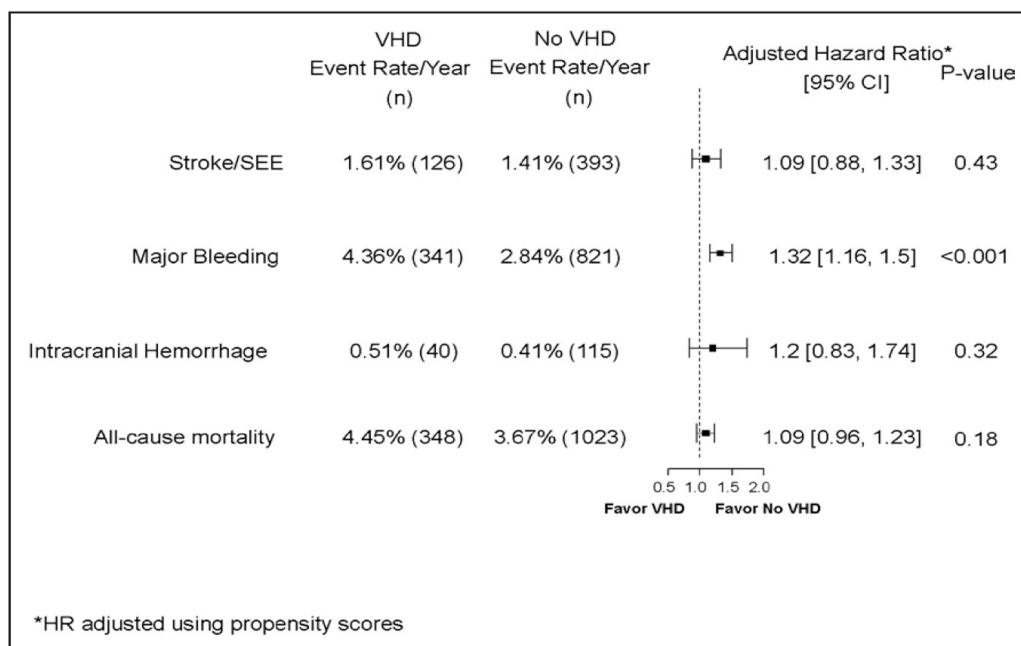 VHD
Event Rate/Year
(n)
No VHD
Event Rate/Year
(n)
Adjusted Hazard Ratio*
[95% CI]
P-value
Stroke/SEE 1.61% (126) 1.41% (393) 1.09 [0.88, 1.33] 0.43
Major Bleeding 4.36% (341) 2.84% (821) 1.32 [1.16, 1.5] <0.001
Intracranial Hemorrhage 0.51% (40) 0.41% (115) 1.2 [0.83, 1.74] 0.32
All-cause mortality 4.45% (348) 3.67% (1023) 1.09 [0.96, 1.23] 0.18
0.5 1.0 1.5 2.0
Favor VHD Favor No VHD
*HR adjusted using propensity scores